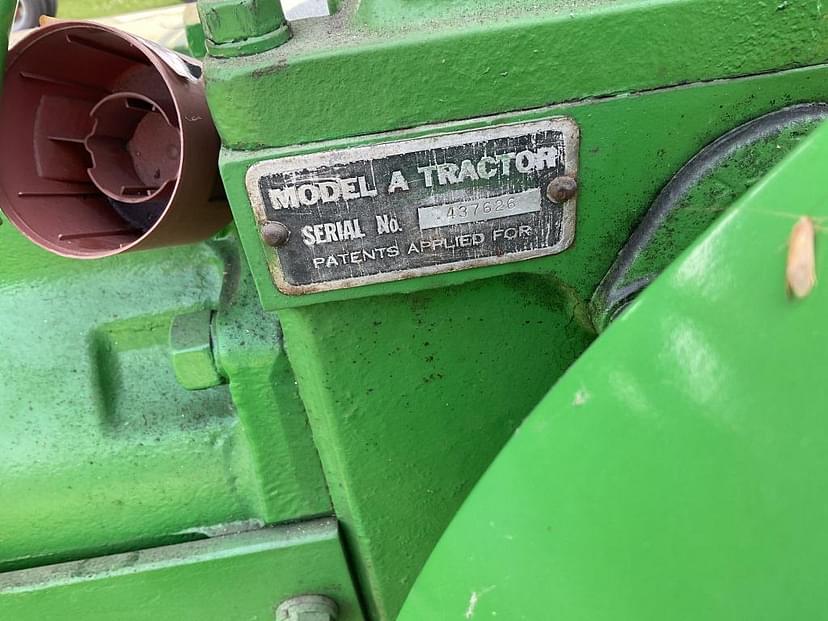 MODEL A TRACTOR
SERIAL No. 437626
PATENTS APPLIED FOR